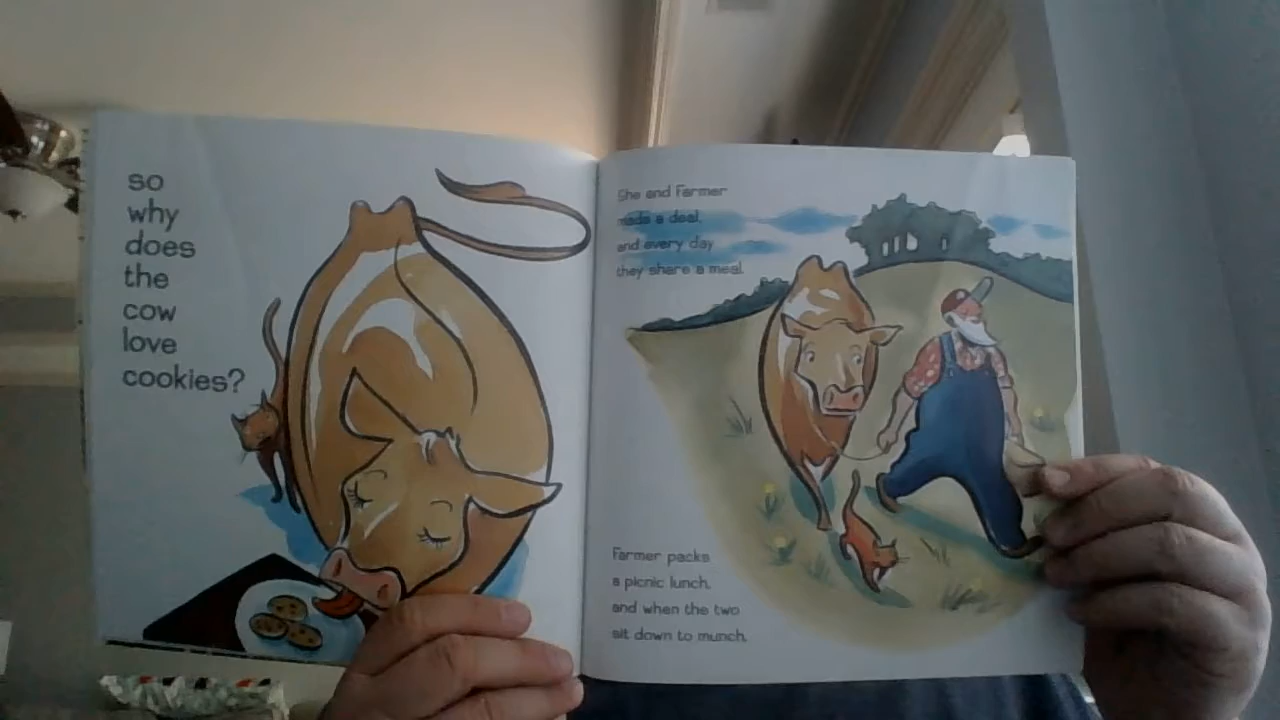 so
why
does
the
cow
love
cookies?
She and Farmer
made a deal,
and every day
they share a meal.
Farmer packs
a picnic lunch,
and when the two
sit down to munch,